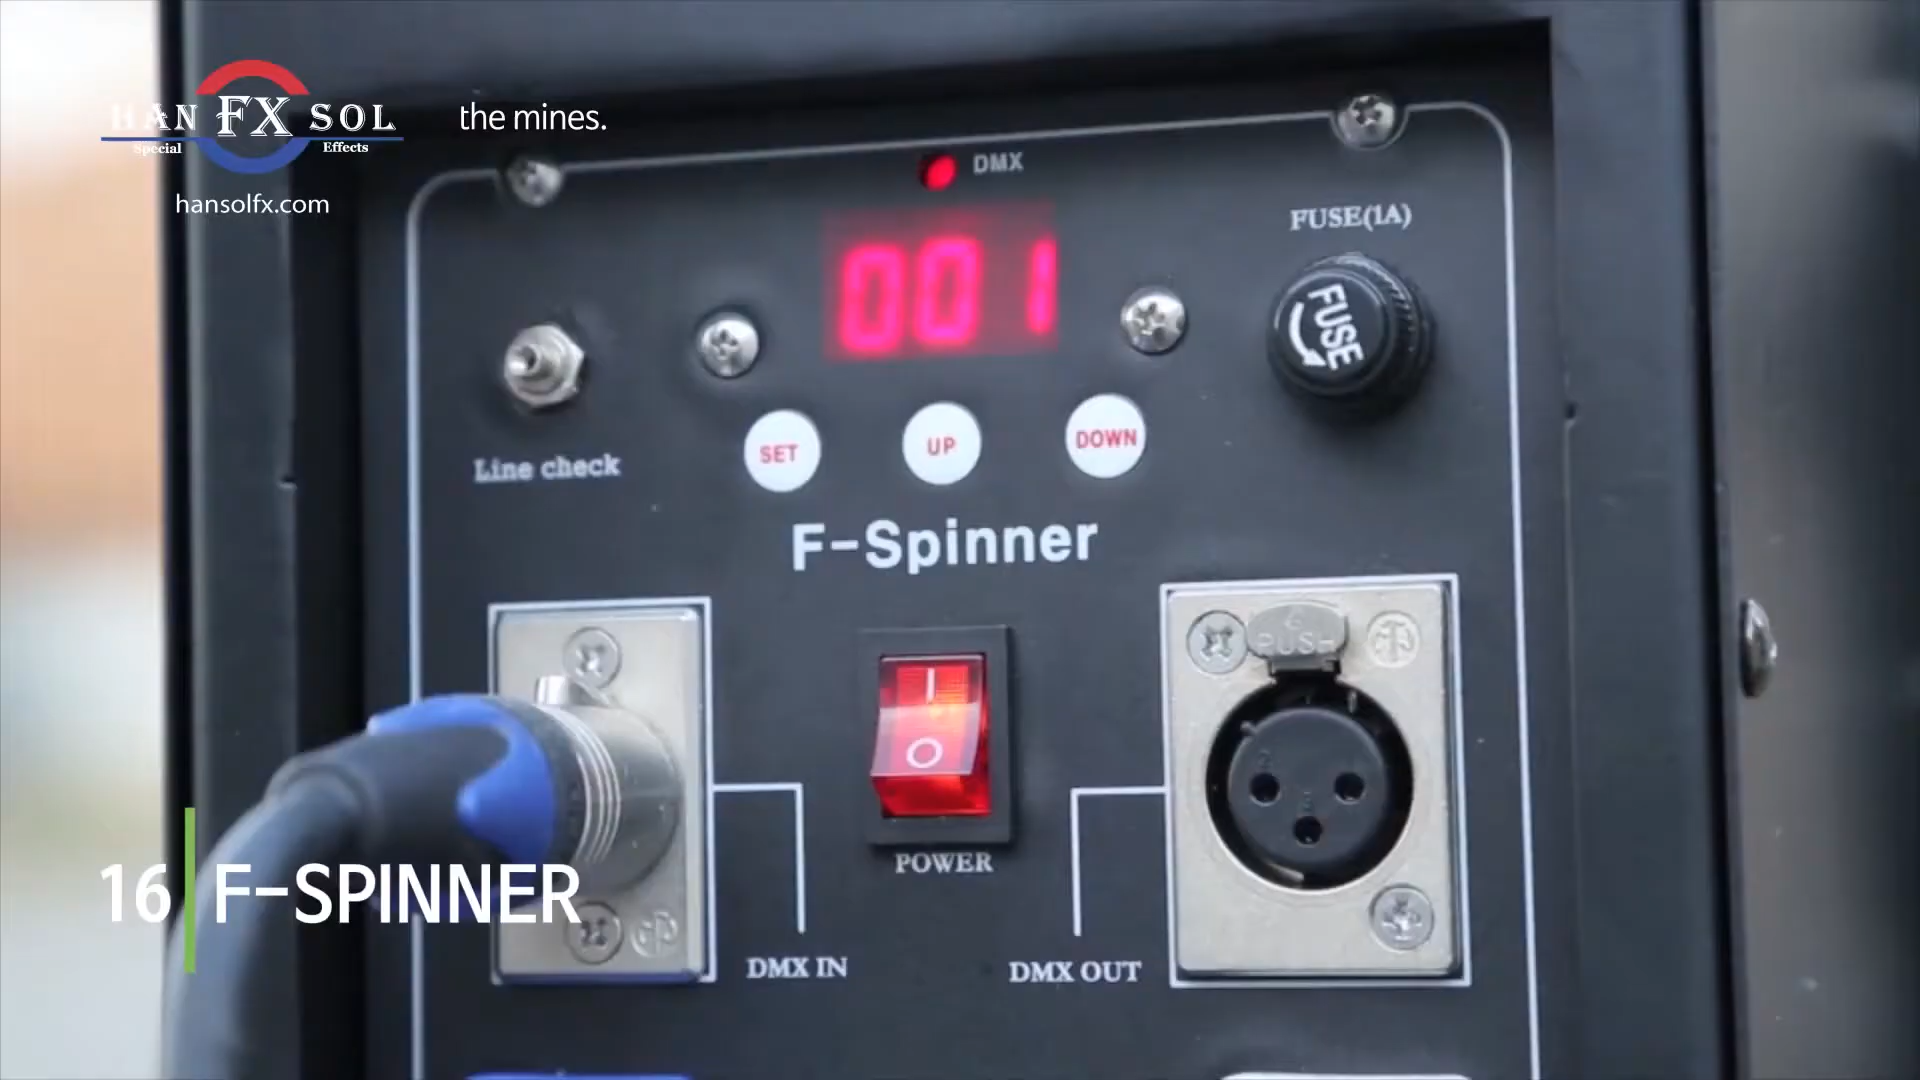 HAN FX SOL
Special Effects
hansolfx.com
the mines.
DMX
001
FUSE(1A)
FUSE
Line check
SET
UP
DOWN
F-Spinner
PUSH
POWER
DMX IN
DMX OUT
16 F-SPINNER